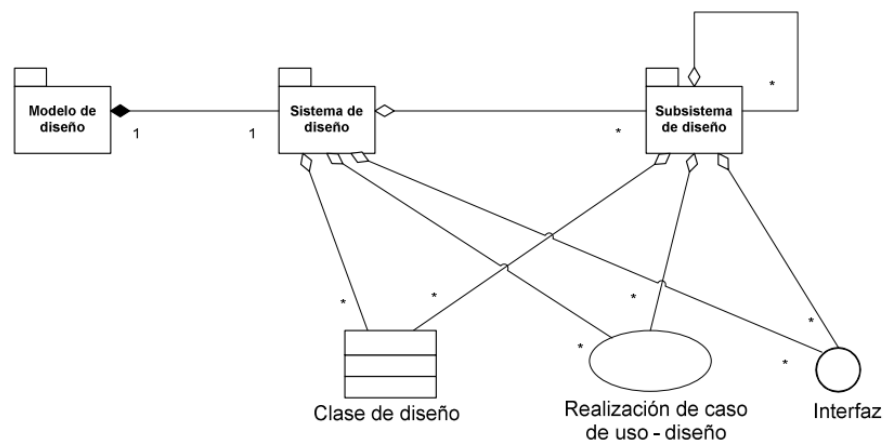 *
Modelo de
diseño
Sistema de
diseño
Subsistema
de diseño
1
1
*
*
*
*
*
*
*
Clase de diseño
Realización de caso
de uso - diseño
Interfaz